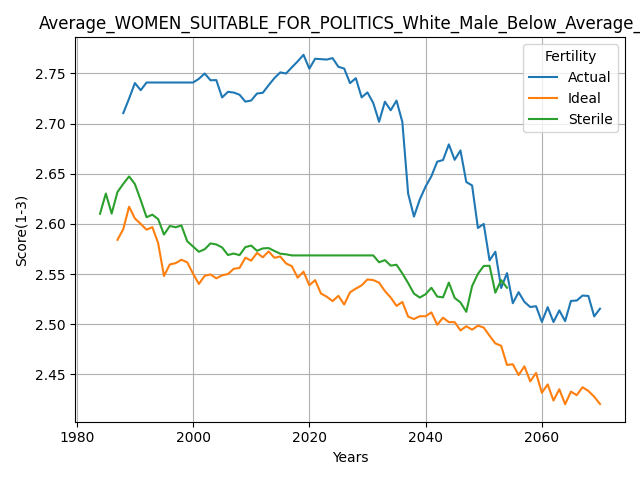 Average_WOMEN_SUITABLE_FOR_POLITICS_White_Male_Below_Average_
Fertility
Actual
Ideal
Sterile
Score(1-3)
2.75
2.70
2.65
2.60
2.55
2.50
2.45
1980
2000
2020
2040
2060
Years